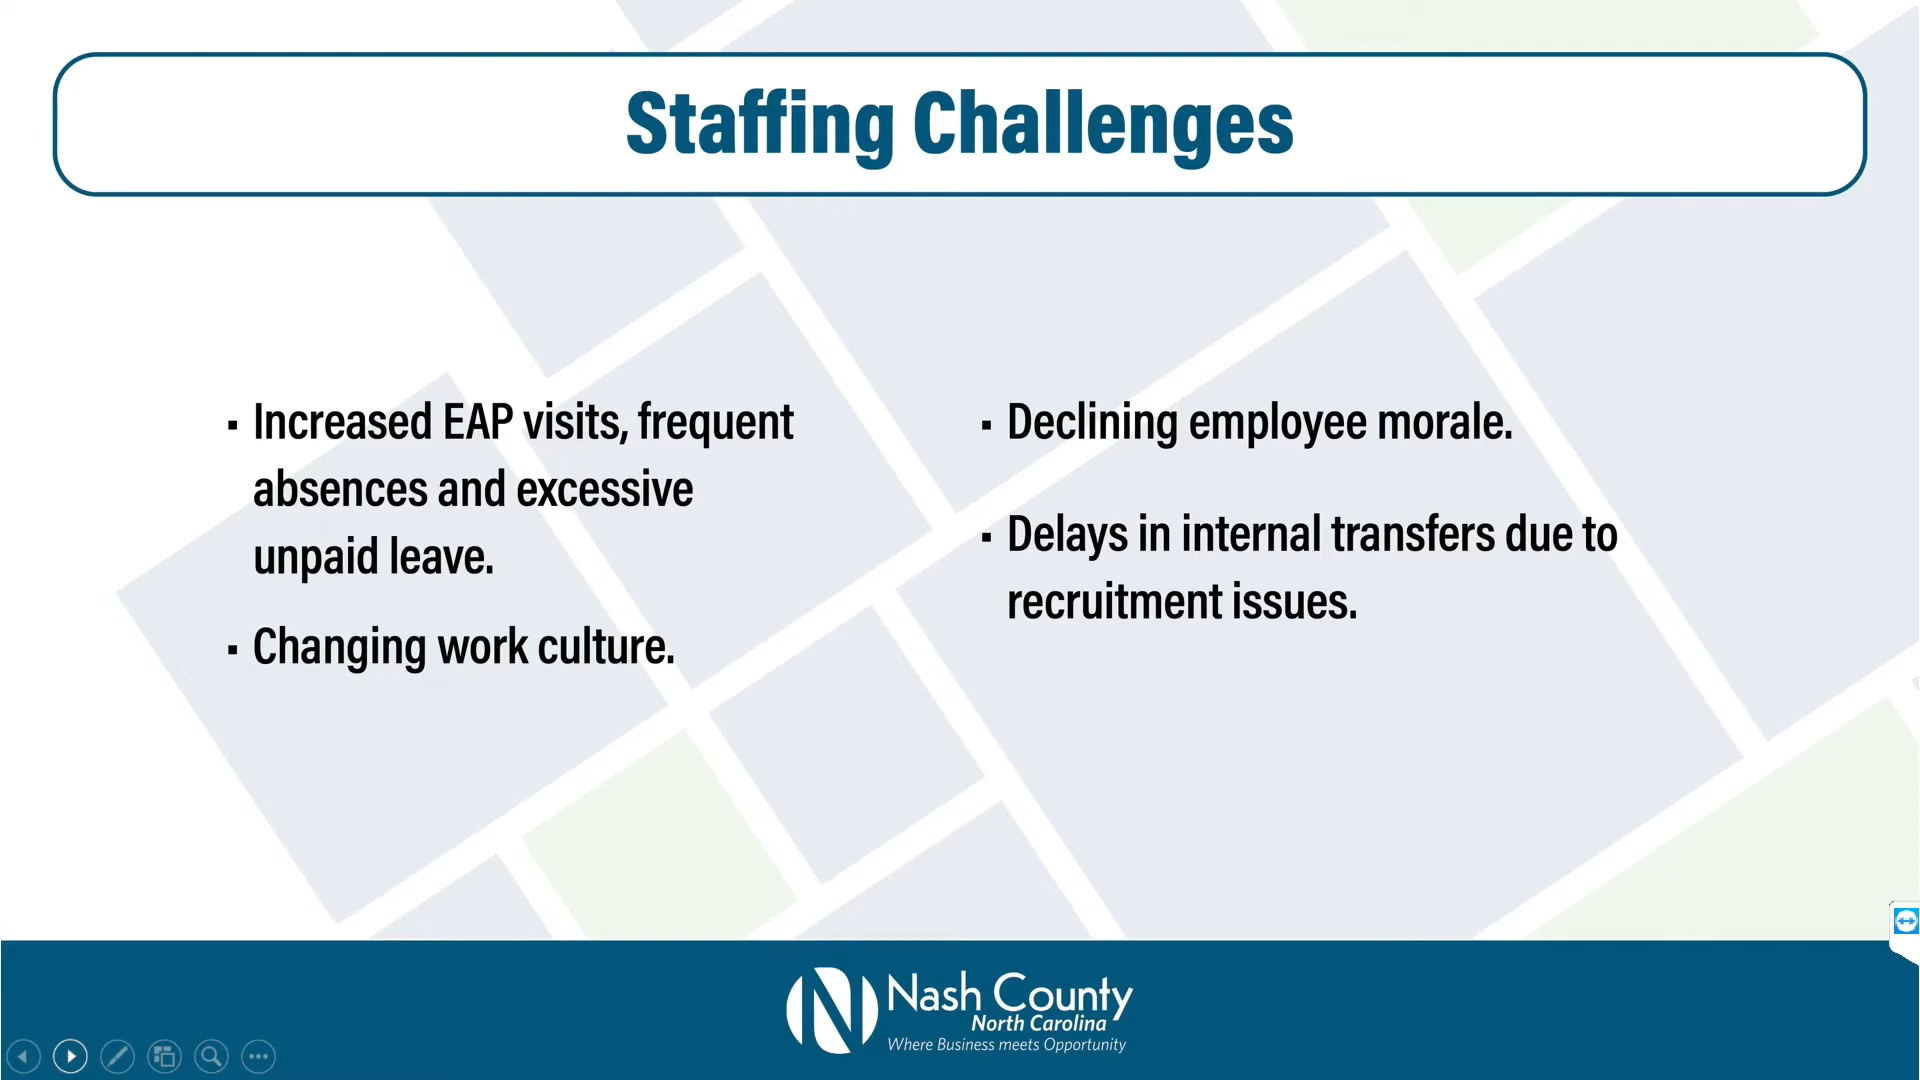 Staffing Challenges
▪ Increased EAP visits, frequent
absences and excessive
unpaid leave.
▪ Changing work culture.
▪ Declining employee morale.
▪ Delays in internal transfers due to
recruitment issues.
Nash County
North Carolina
Where Business meets Opportunity